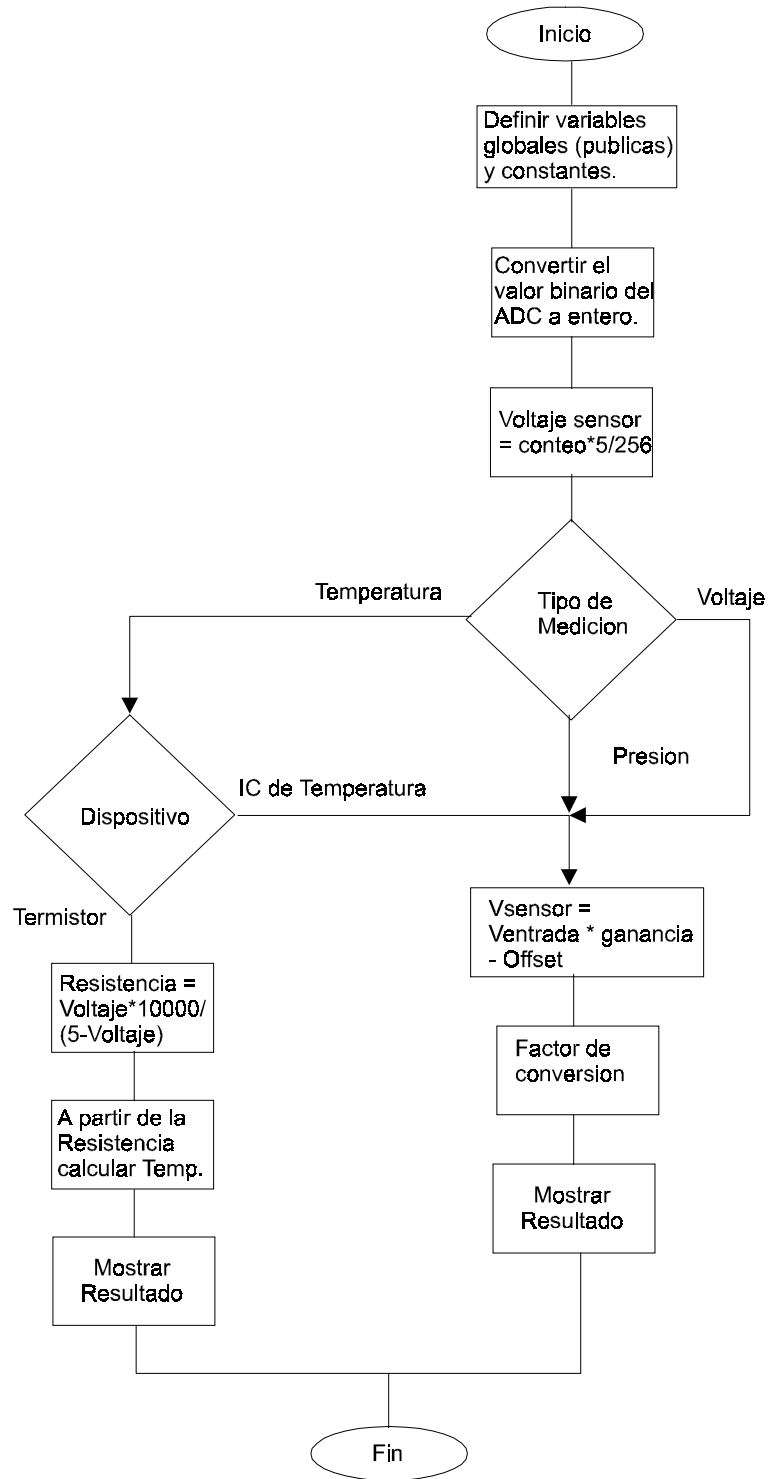 Inicio
Definir variables
globales (publicas)
y constantes.
Convertir el
valor binario del
ADC a entero.
Voltaje sensor
= conteo*5/256
Temperatura
Tipo de
Medicion
Voltaje
Presion
IC de Temperatura
Dispositivo
Termistor
Vsensor =
Ventrada * ganancia
- Offset
Resistencia =
Voltaje*10000/
(5-Voltaje)
Factor de
conversion
A partir de la
Resistencia
calcular Temp.
Mostrar
Resultado
Mostrar
Resultado
Fin